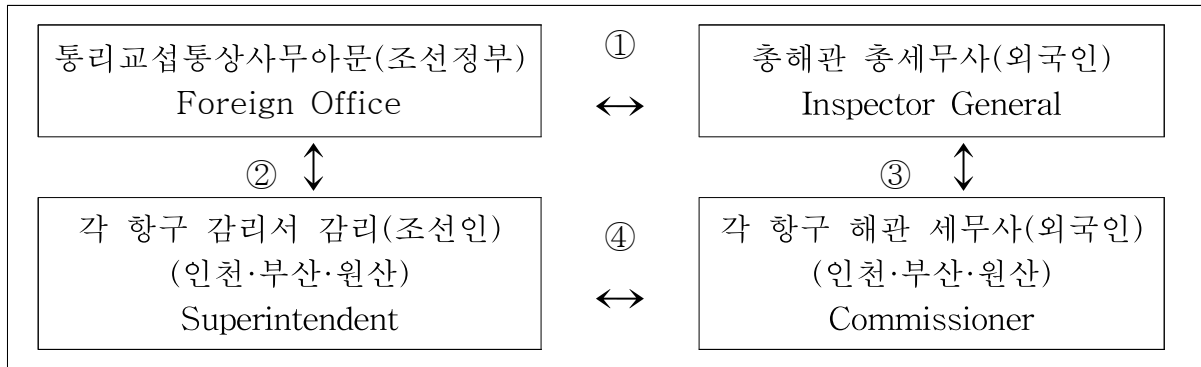 통리교섭통상사무아문(조선정부)
Foreign Office
①
↔
총해관 총세무사(외국인)
Inspector General
② ↕
③ ↕
각 항구 감리서 감리(조선인)
(인천·부산·원산)
Superintendent
④
↔
각 항구 해관 세무사(외국인)
(인천·부산·원산)
Commissioner